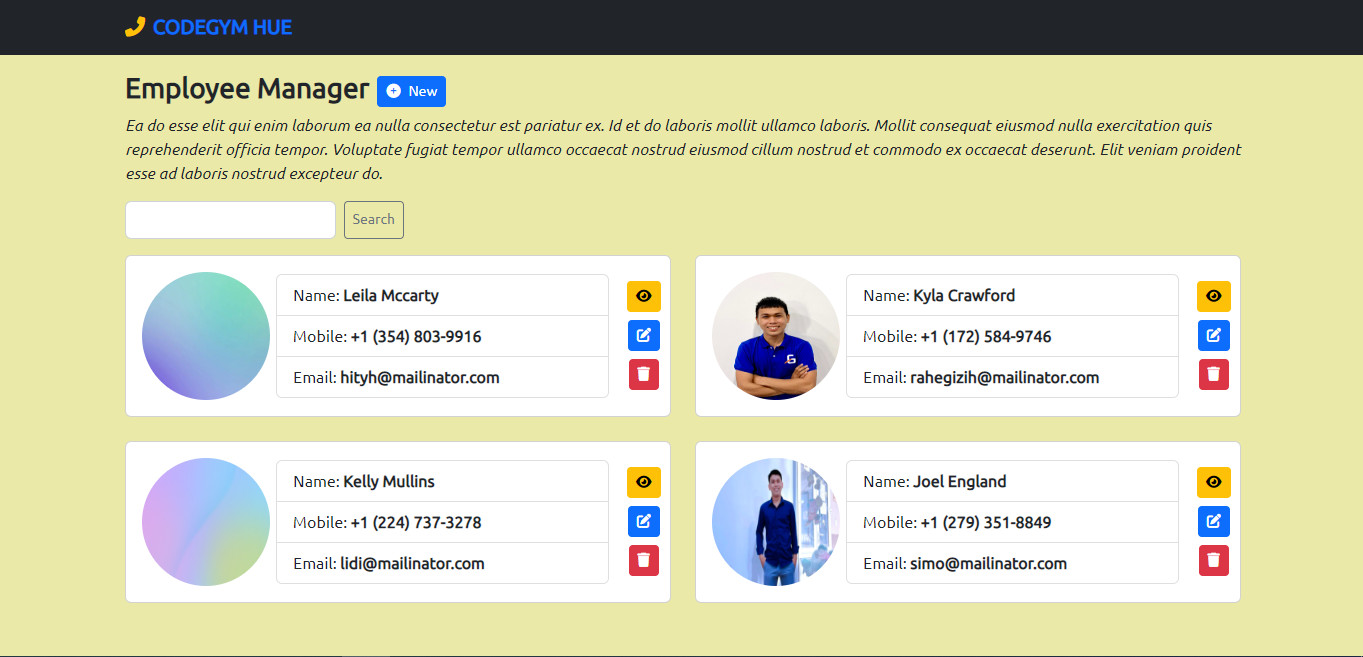 CODEGYM HUE
Employee Manager New
Ea do esse elit qui enim laborum ea nulla consectetur est pariatur ex. Id et do laboris mollit ullamco laboris. Mollit consequat eiusmod nulla exercitation quis
reprehenderit officia tempor. Voluptate fugiat tempor ullamco occaecat nostrud eiusmod cillum nostrud et commodo ex occaecat deserunt. Elit veniam proident
esse ad laboris nostrud excepteur do.
Search
Name: Leila Mccarty
Mobile: +1 (354) 803-9916
Email: hityh@mailinator.com
G
Name: Kyla Crawford
Mobile: +1 (172) 584-9746
Email: rahegizih@mailinator.com
Name: Kelly Mullins
Mobile: +1 (224) 737-3278
Email: lidi@mailinator.com
Name: Joel England
Mobile: +1 (279) 351-8849
Email: simo@mailinator.com